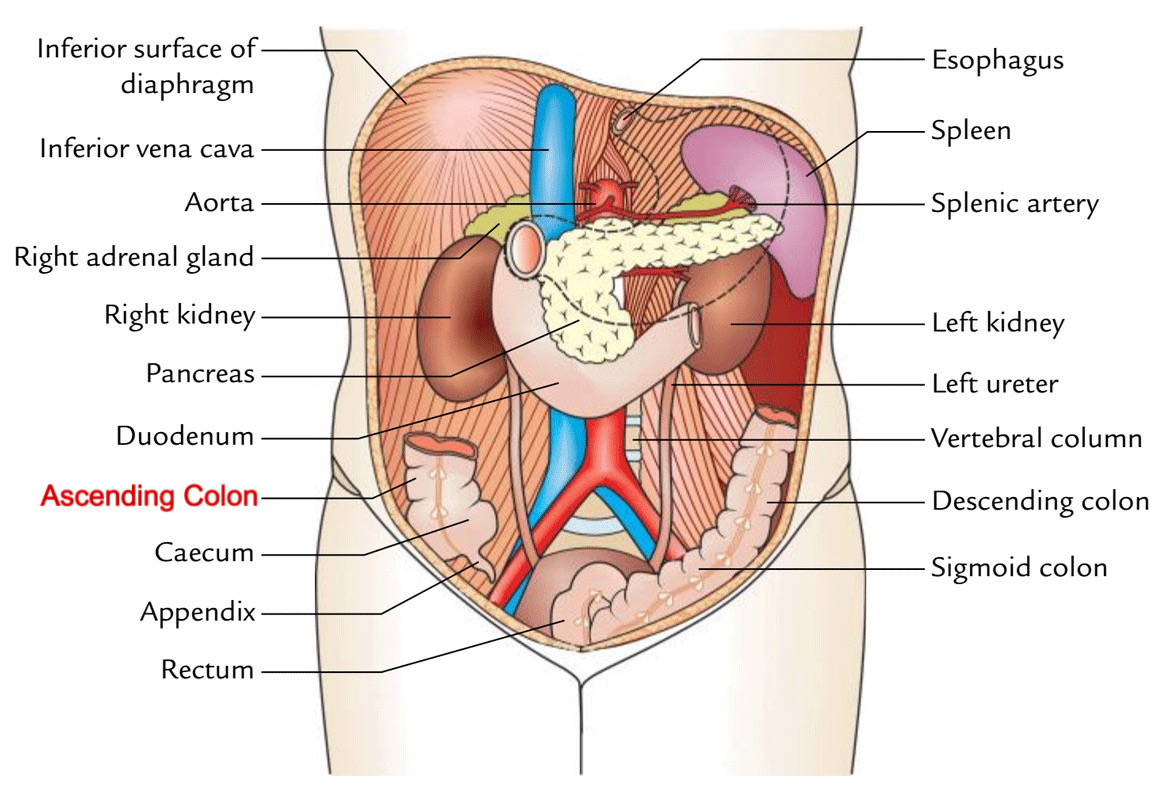 Inferior surface of
diaphragm
Inferior vena cava
Aorta
Right adrenal gland
Right kidney
Pancreas
Duodenum
Ascending Colon
Caecum
Appendix
Rectum
Esophagus
Spleen
Splenic artery
Left kidney
Left ureter
Vertebral column
Descending colon
Sigmoid colon